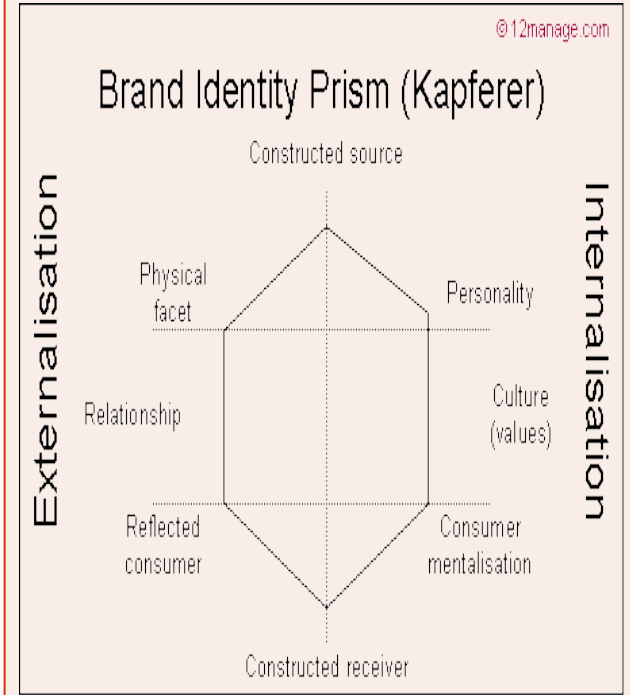 © 12manage.com
Brand Identity Prism (Kapferer)
Constructed source
Externalisation
Internalisation
Physical
facet
Personality
Relationship
Culture
(values)
Reflected
consumer
Consumer
mentalisation
Constructed receiver